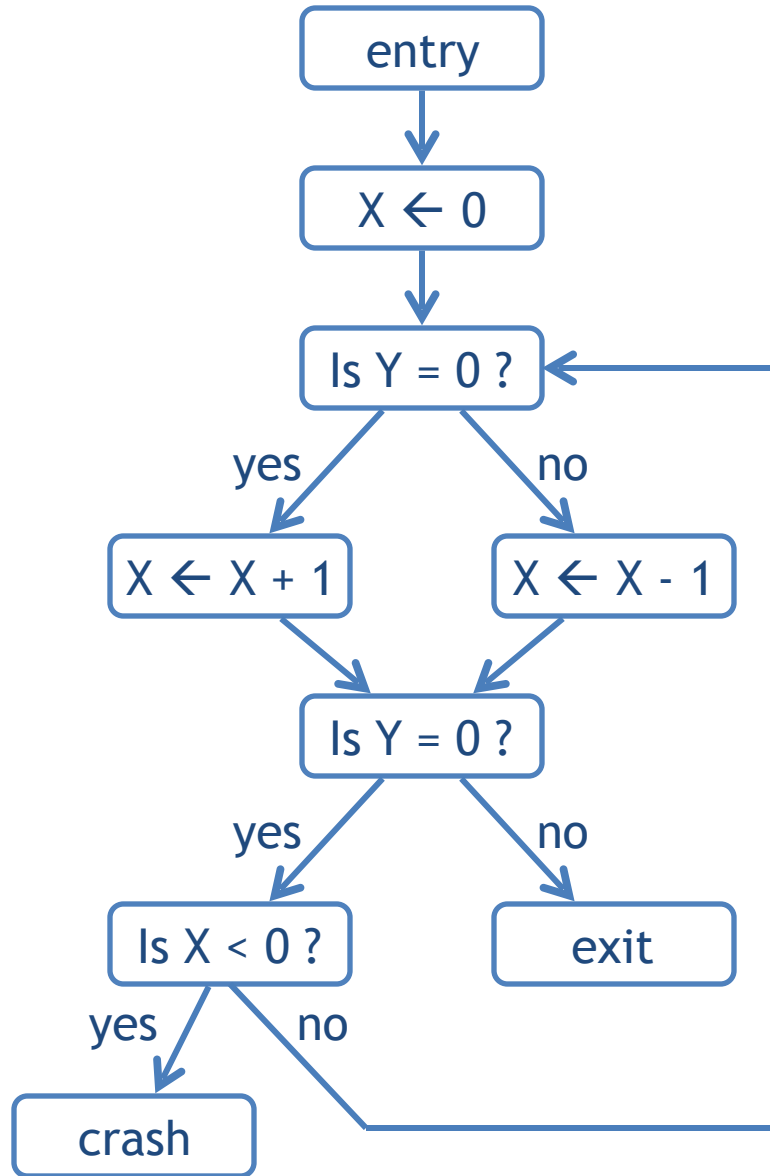 entry
X ← 0
Is Y = 0 ?
yes
no
X ← X + 1
X ← X - 1
Is Y = 0 ?
yes
no
Is X < 0 ?
exit
yes
no
crash